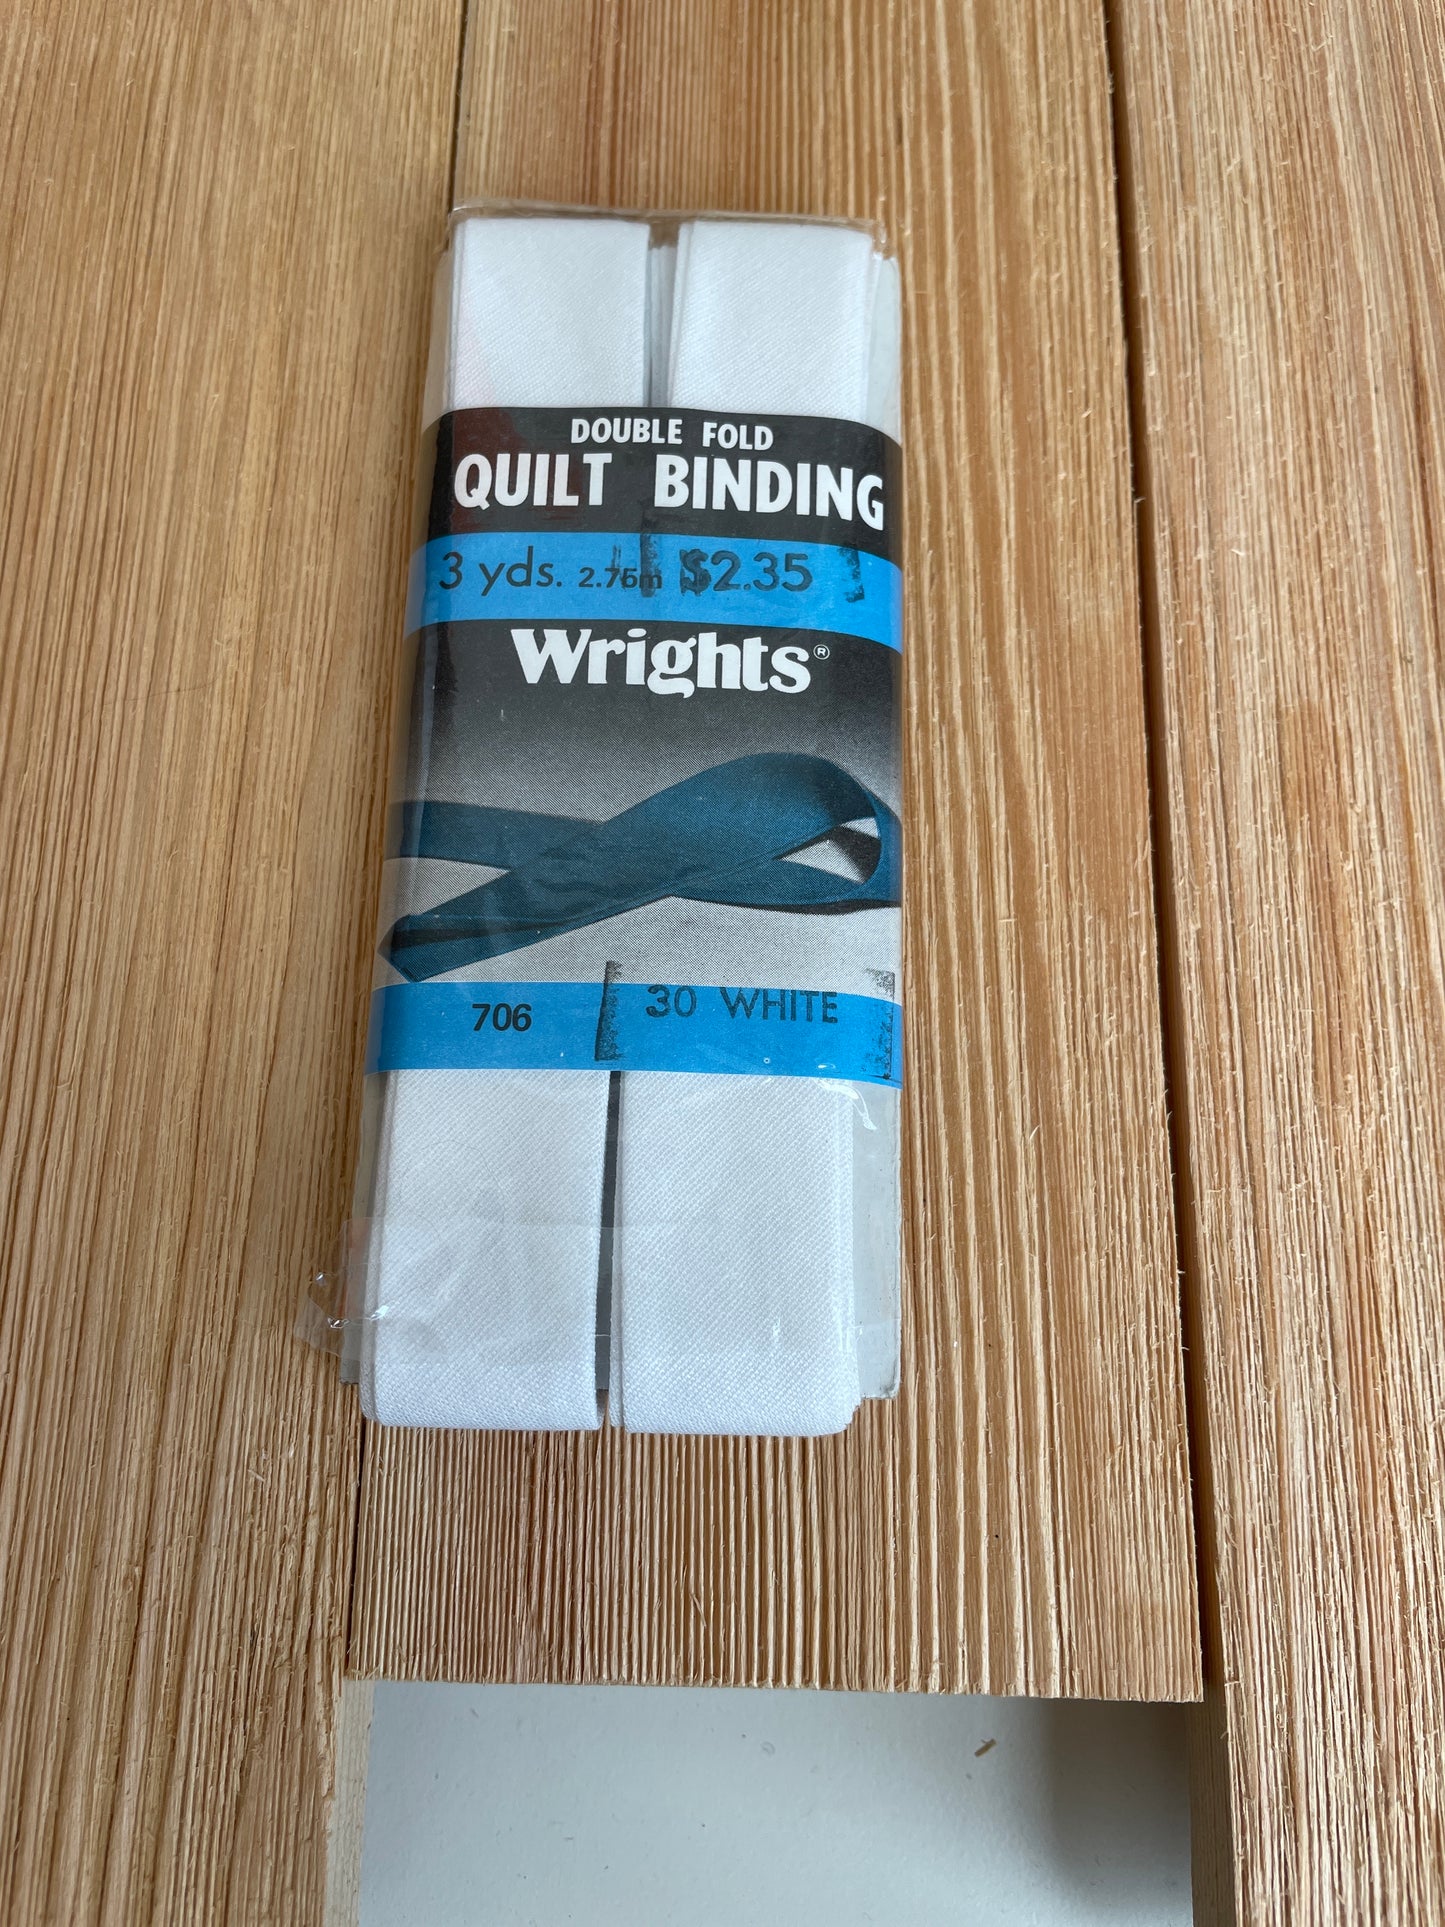 DOUBLE FOLD
QUILT BINDING
3 yds. 2.75m $2.35
Wrights®
706 30 WHITE